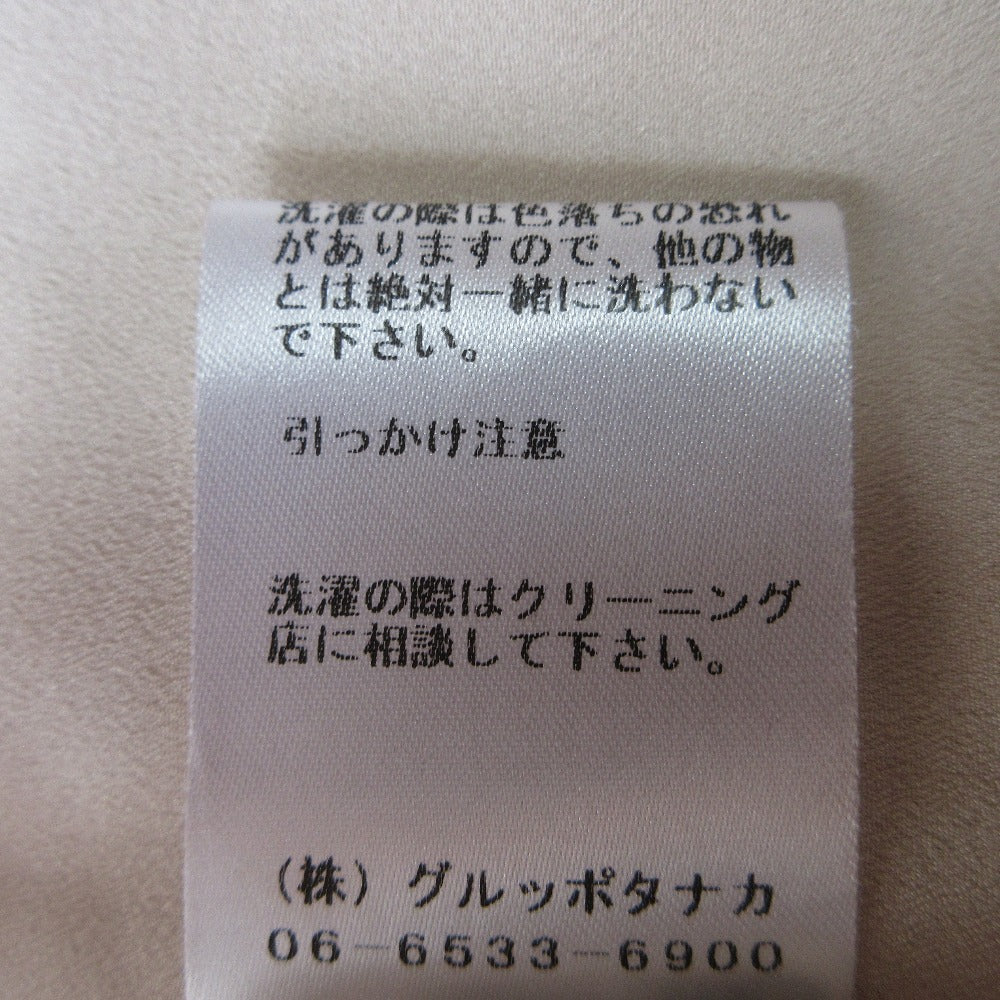 洗濯の際は色落ちの恐れ
がありますので、他の物
とは絶対一緒に洗わない
で下さい。
引っかけ注意
洗濯の際はクリーニング
店に相談して下さい。
(株)グルッポタナカ
06-6533-6900